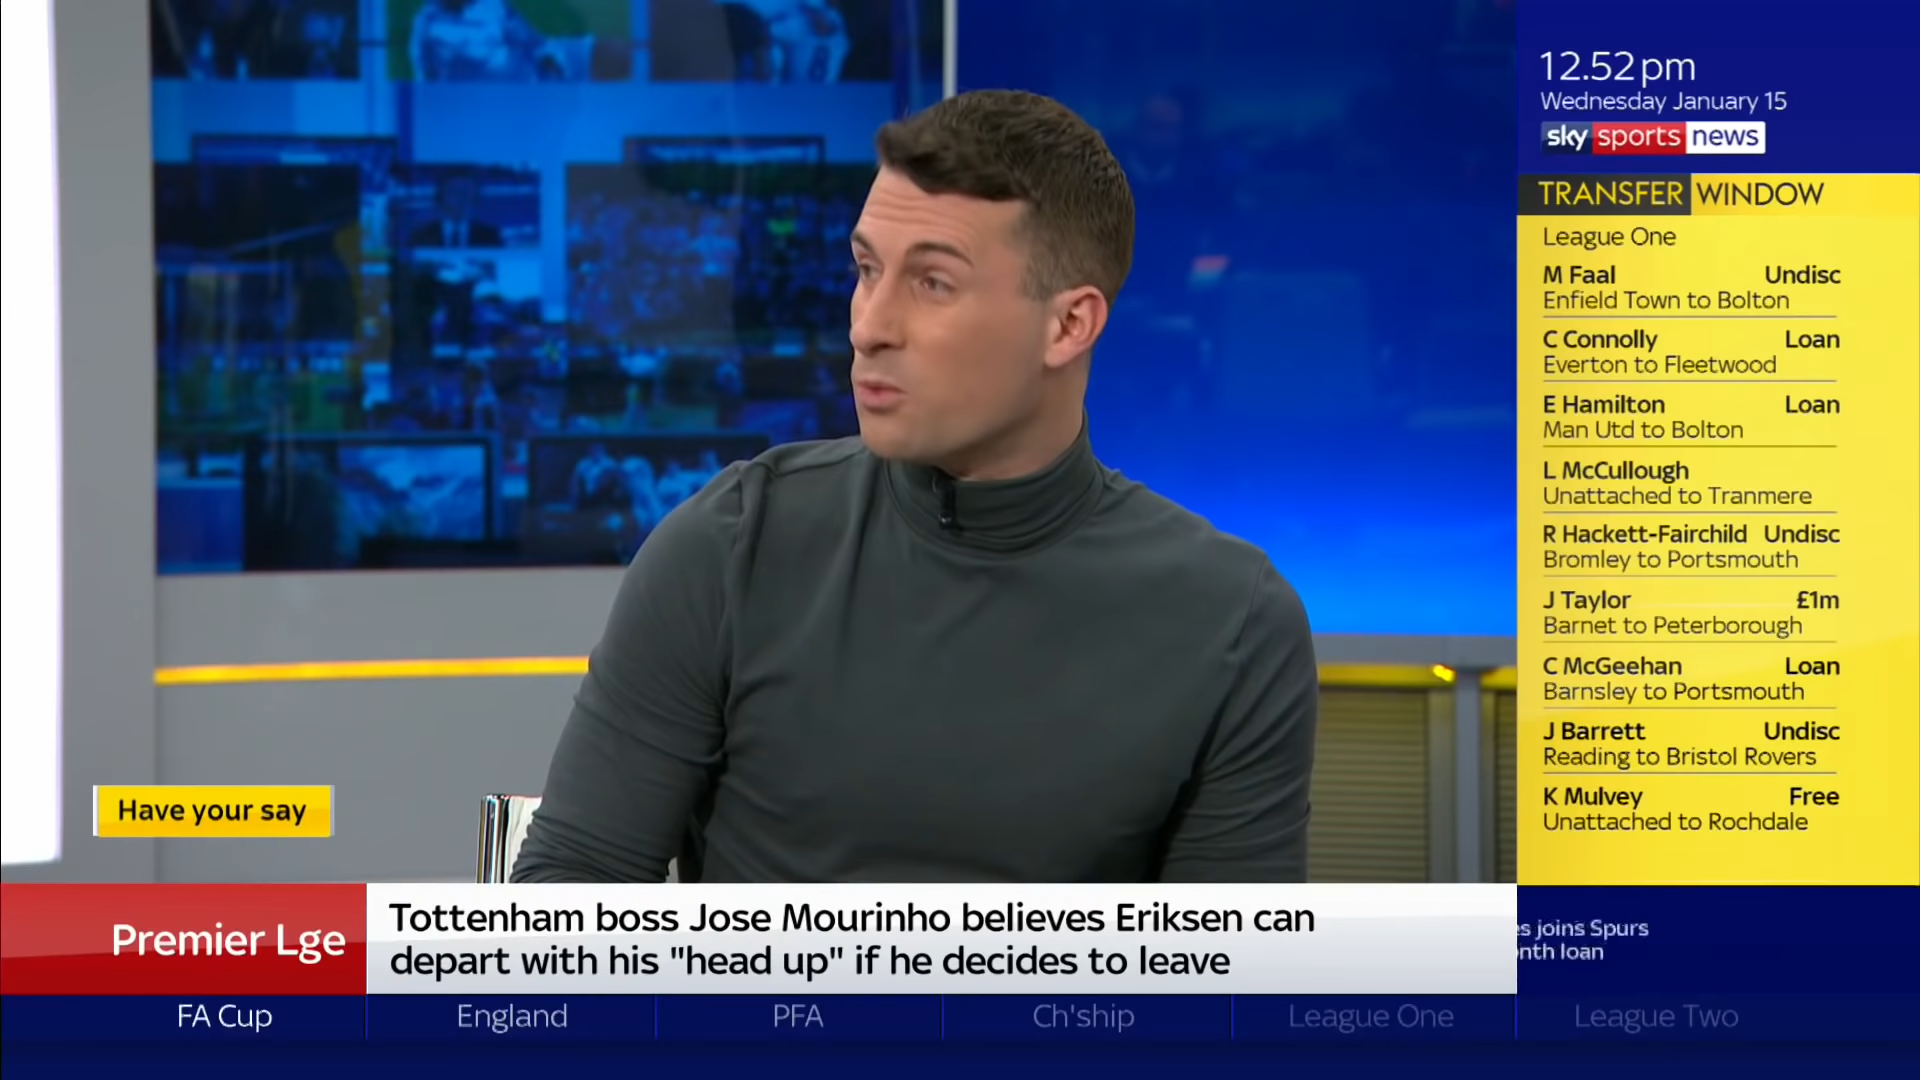 12.52pm
Wednesday January 15
sky sports news
TRANSFER WINDOW
League One
M Faal Undisc
Enfield Town to Bolton
C Connolly Loan
Everton to Fleetwood
E Hamilton Loan
Man Utd to Bolton
L McCullough
Unattached to Tranmere
R Hackett-Fairchild Undisc
Bromley to Portsmouth
J Taylor £1m
Barnet to Peterborough
C McGeehan Loan
Barnsley to Portsmouth
J Barrett Undisc
Reading to Bristol Rovers
K Mulvey Free
Unattached to Rochdale
Have your say
Premier Lge
Tottenham boss Jose Mourinho believes Eriksen can
depart with his "head up" if he decides to leave
joins Spurs
loan
FA Cup England PFA Ch'ship League One League Two